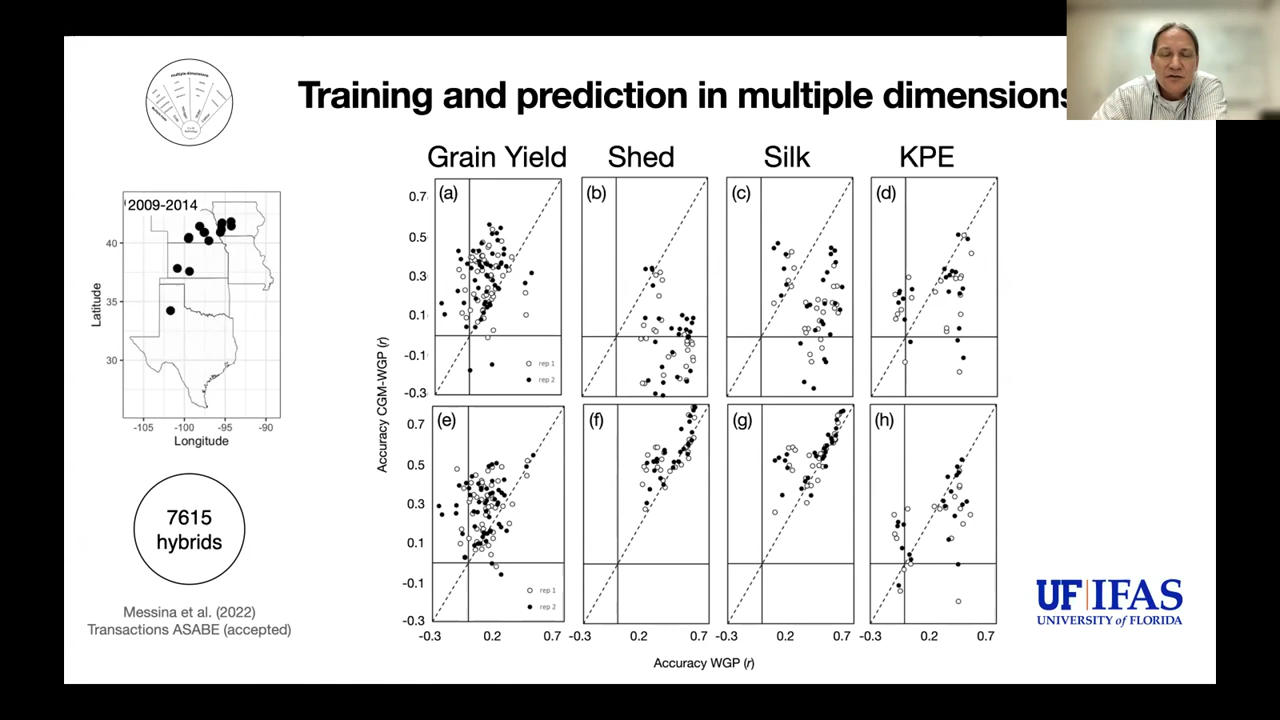 Training and prediction in multiple dimensions
multiple dimensions
Grain Yield Shed Silk KPE
2009-2014
40
35
30
Latitude
-105 -100 -95 -90
Longitude
7615
hybrids
Messina et al. (2022)
Transactions ASABE (accepted)
Accuracy CGM-WGP (r)
(a) (b) (c) (d)
0.7
0.5
0.3
0.1
-0.1
-0.3
rep 1
rep 2
(e) (f) (g) (h)
0.7
0.5
0.3
0.1
-0.1
-0.3
rep 1
rep 2
-0.3 0.2 0.7 -0.3 0.2 0.7 -0.3 0.2 0.7 -0.3 0.2 0.7
Accuracy WGP (r)
UF|IFAS
UNIVERSITY of FLORIDA